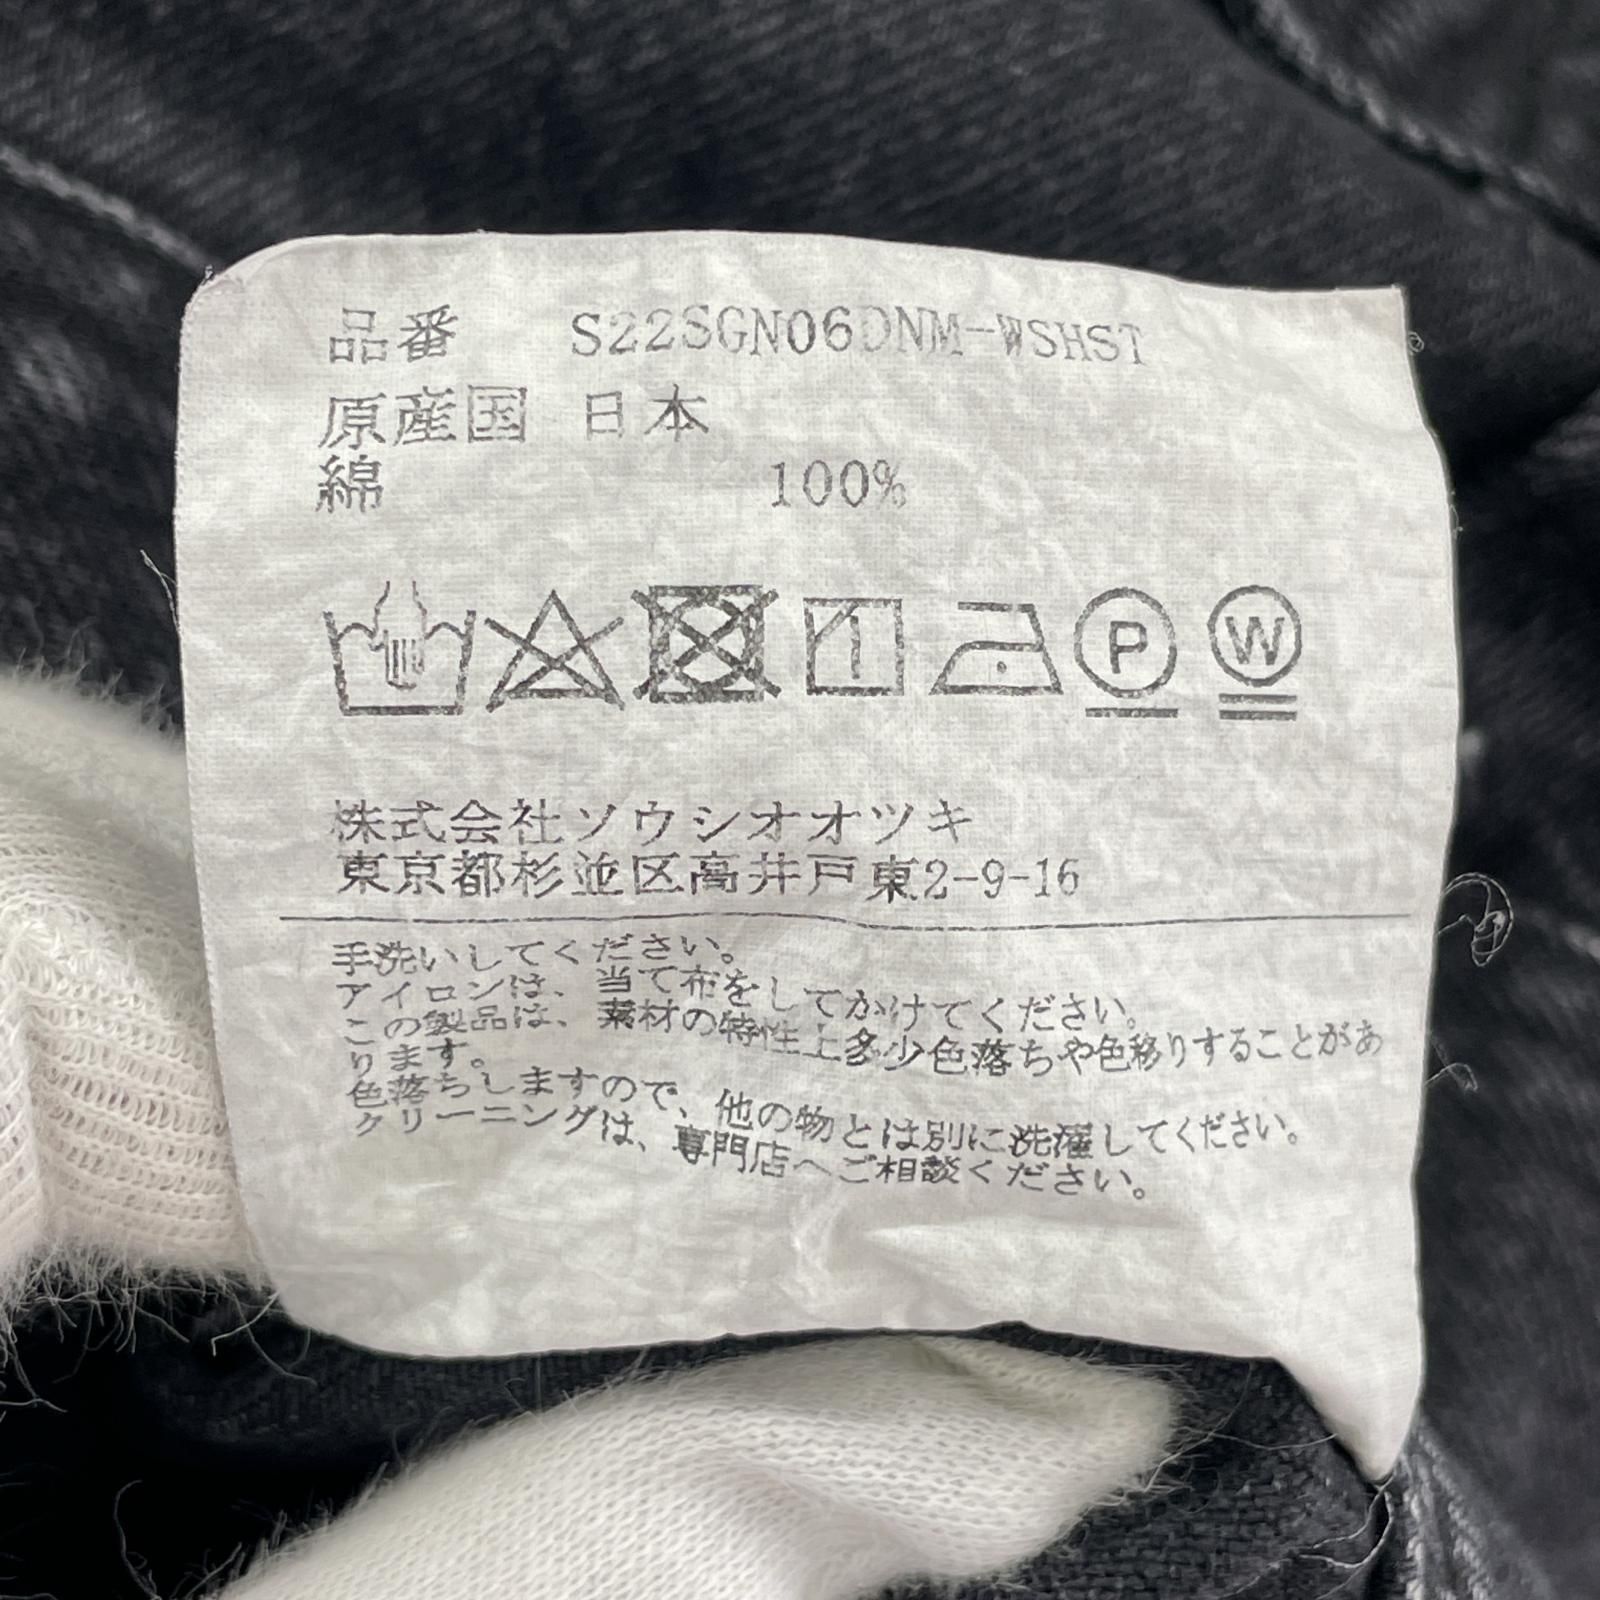 品番 S22SGN06DNM-WSHST
原産国 日本
綿 100%
P W
株式会社ソウシオオツキ
東京都杉並区高井戸東2-9-16
手洗いしてください。
アイロンは、当て布をしてかけてください。
この製品は、素材の特性上多少色落ちや色移りすることがあ
ります。
色落ちしますので、他の物とは別に洗濯してください。
クリーニングは、専門店へご相談ください。